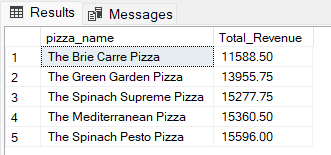 Results Messages
pizza_name Total_Revenue
1 The Brie Carre Pizza 11588.50
2 The Green Garden Pizza 13955.75
3 The Spinach Supreme Pizza 15277.75
4 The Mediterranean Pizza 15360.50
5 The Spinach Pesto Pizza 15596.00